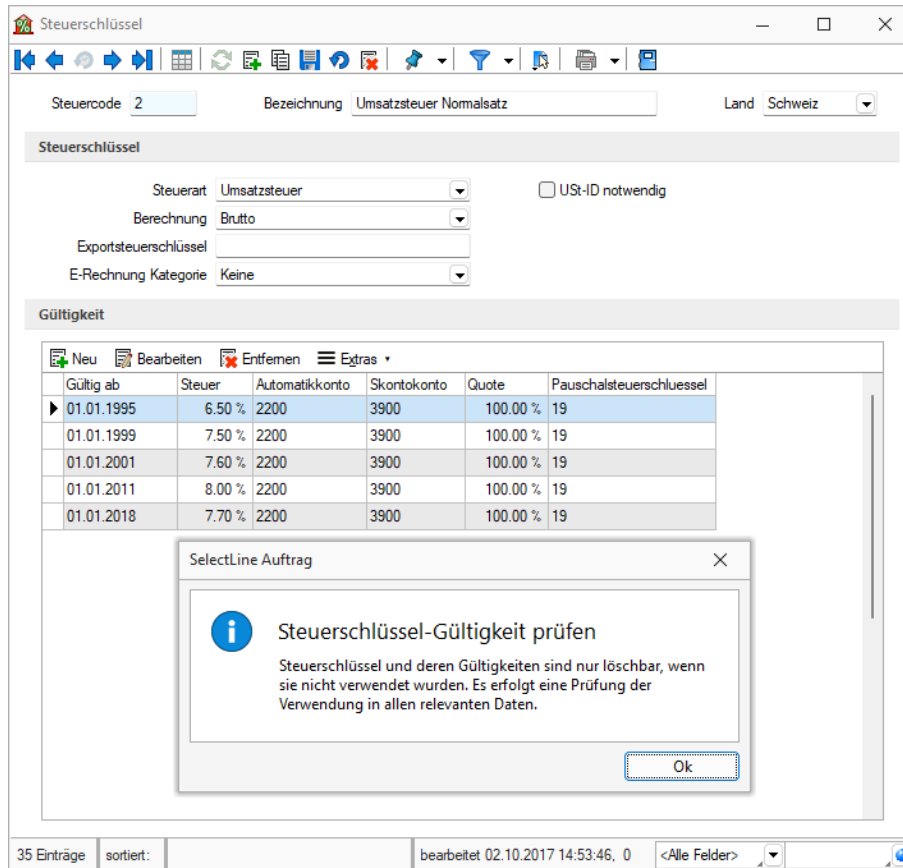 Steuerschlüssel
Steuercode 2 Bezeichnung Umsatzsteuer Normalsatz Land Schweiz
Steuerschlüssel
Steuerart Umsatzsteuer USt-ID notwendig
Berechnung Brutto
Exportsteuerschlüssel
E-Rechnung Kategorie Keine
Gültigkeit
Neu Bearbeiten Entfernen Extras
Gültig ab Steuer Automatikkonto Skontokonto Quote Pauschalsteuerschluessel
01.01.1995 6.50 % 2200 3900 100.00 % 19
01.01.1999 7.50 % 2200 3900 100.00 % 19
01.01.2001 7.60 % 2200 3900 100.00 % 19
01.01.2011 8.00 % 2200 3900 100.00 % 19
01.01.2018 7.70 % 2200 3900 100.00 % 19
SelectLine Auftrag
Steuerschlüssel-Gültigkeit prüfen
Steuerschlüssel und deren Gültigkeiten sind nur löschbar, wenn
sie nicht verwendet wurden. Es erfolgt eine Prüfung der
Verwendung in allen relevanten Daten.
Ok
35 Einträge sortiert: bearbeitet 02.10.2017 14:53:46, 0 <Alle Felder>